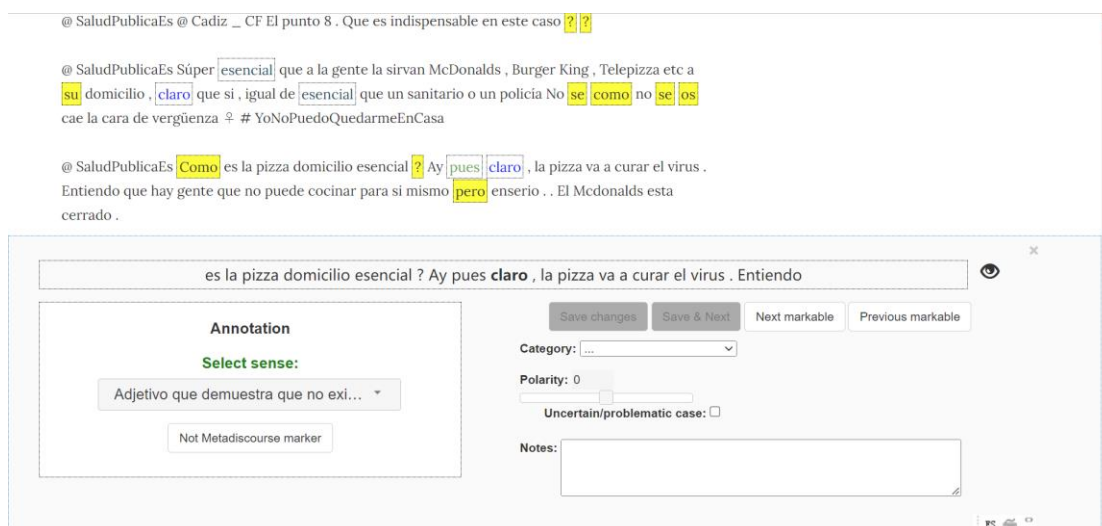 @ SaludPublicaEs @ Cadiz _ CF El punto 8 . Que es indispensable en este caso ? ?
@ SaludPublicaEs Súper esencial que a la gente la sirvan McDonalds , Burger King , Telepizza etc a
su domicilio , claro que si , igual de esencial que un sanitario o un policía No se como no se os
cae la cara de vergüenza ♀ # YoNoPuedoQuedarmeEnCasa
@ SaludPublicaEs Como es la pizza domicilio esencial ? Ay pues claro , la pizza va a curar el virus .
Entiendo que hay gente que no puede cocinar para si mismo pero enserio . . El Mcdonalds esta
cerrado .
×
es la pizza domicilio esencial ? Ay pues claro , la pizza va a curar el virus . Entiendo
Annotation
Select sense:
Adjetivo que demuestra que no exi...
Not Metadiscourse marker
Save changes Save & Next Next markable Previous markable
Category: ...
Polarity: 0
Uncertain/problematic case:
Notes: